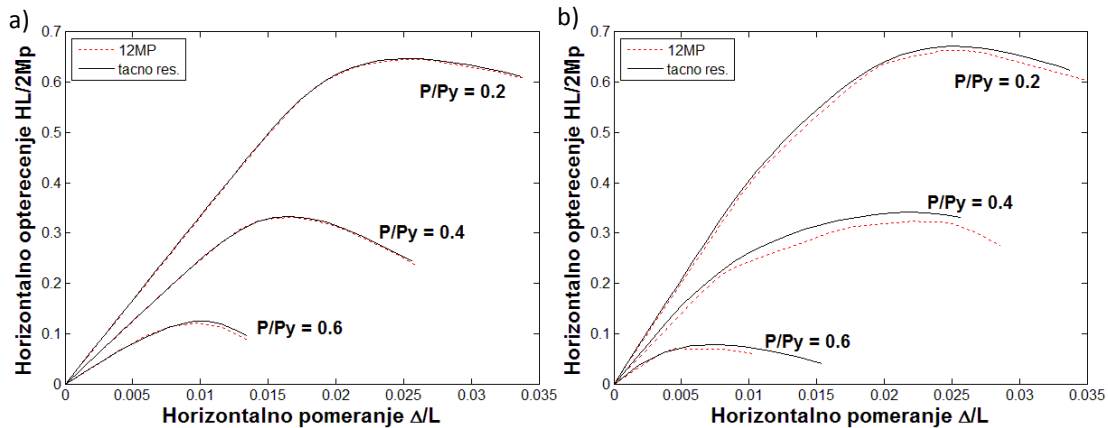 a)
Horizontalno opterecenje HL/2Mp
0.7
0.6
0.5
0.4
0.3
0.2
0.1
0
12MP
tacno res.
P/Py = 0.2
P/Py = 0.4
P/Py = 0.6
0 0.005 0.01 0.015 0.02 0.025 0.03 0.035
Horizontalno pomeranje Δ/L
b)
Horizontalno opterecenje HL/2Mp
0.7
0.6
0.5
0.4
0.3
0.2
0.1
0
12MP
tacno res.
P/Py = 0.2
P/Py = 0.4
P/Py = 0.6
0 0.005 0.01 0.015 0.02 0.025 0.03 0.035
Horizontalno pomeranje Δ/L